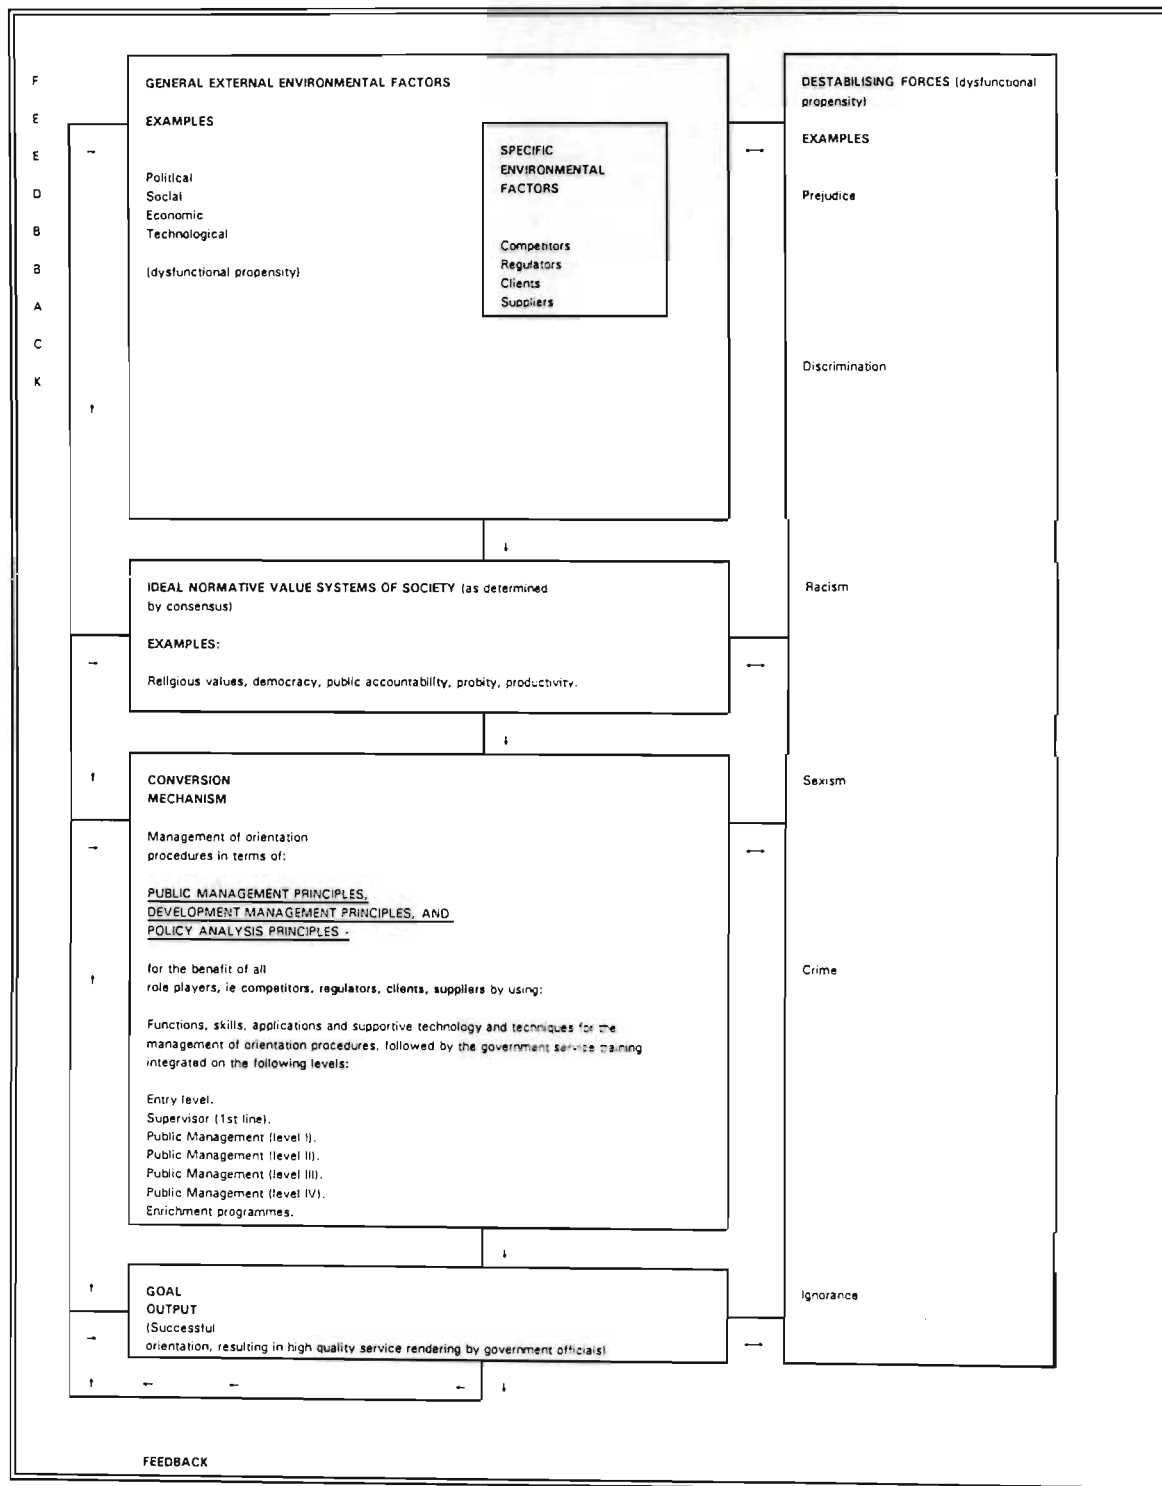 F
E
E
D
B
B
A
C
K
GENERAL EXTERNAL ENVIRONMENTAL FACTORS
EXAMPLES
Political
Social
Economic
Technological
(dysfunctional propensity)
SPECIFIC
ENVIRONMENTAL
FACTORS
Competitors
Regulators
Clients
Suppliers
DESTABILISING FORCES (dysfunctional
propensity)
EXAMPLES
Prejudice
Discrimination
Racism
Sexism
Crime
Ignorance
IDEAL NORMATIVE VALUE SYSTEMS OF SOCIETY (as determined
by consensus)
EXAMPLES:
Religious values, democracy, public accountability, probity, productivity.
CONVERSION
MECHANISM
Management of orientation
procedures in terms of:
PUBLIC MANAGEMENT PRINCIPLES,
DEVELOPMENT MANAGEMENT PRINCIPLES, AND
POLICY ANALYSIS PRINCIPLES -
for the benefit of all
role players, ie competitors, regulators, clients, suppliers by using:
Functions, skills, applications and supportive technology and techniques for the
management of orientation procedures, followed by the government service training
integrated on the following levels:
Entry level.
Supervisor (1st line).
Public Management (level I).
Public Management (level II).
Public Management (level III).
Public Management (level IV).
Enrichment programmes.
GOAL
OUTPUT
(Successful
orientation, resulting in high quality service rendering by government officials)
FEEDBACK